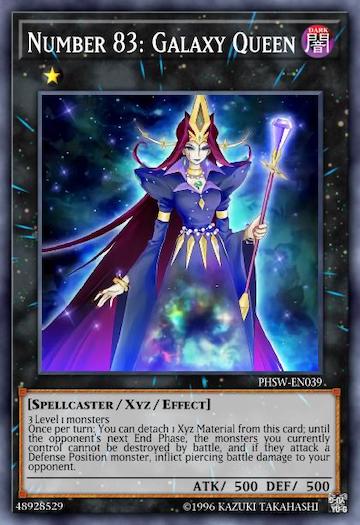 NUMBER 83: GALAXY QUEEN
DARK
闇
PHSW-EN039
[SPELLCASTER / XYZ / EFFECT]
3 Level 1 monsters
Once per turn: You can detach 1 Xyz Material from this card; until
the opponent's next End Phase, the monsters you currently
control cannot be destroyed by battle, and if they attack a
Defense Position monster, inflict piercing battle damage to your
opponent.
ATK/ 500 DEF/ 500
48928529
©1996 KAZUKI TAKAHASHI